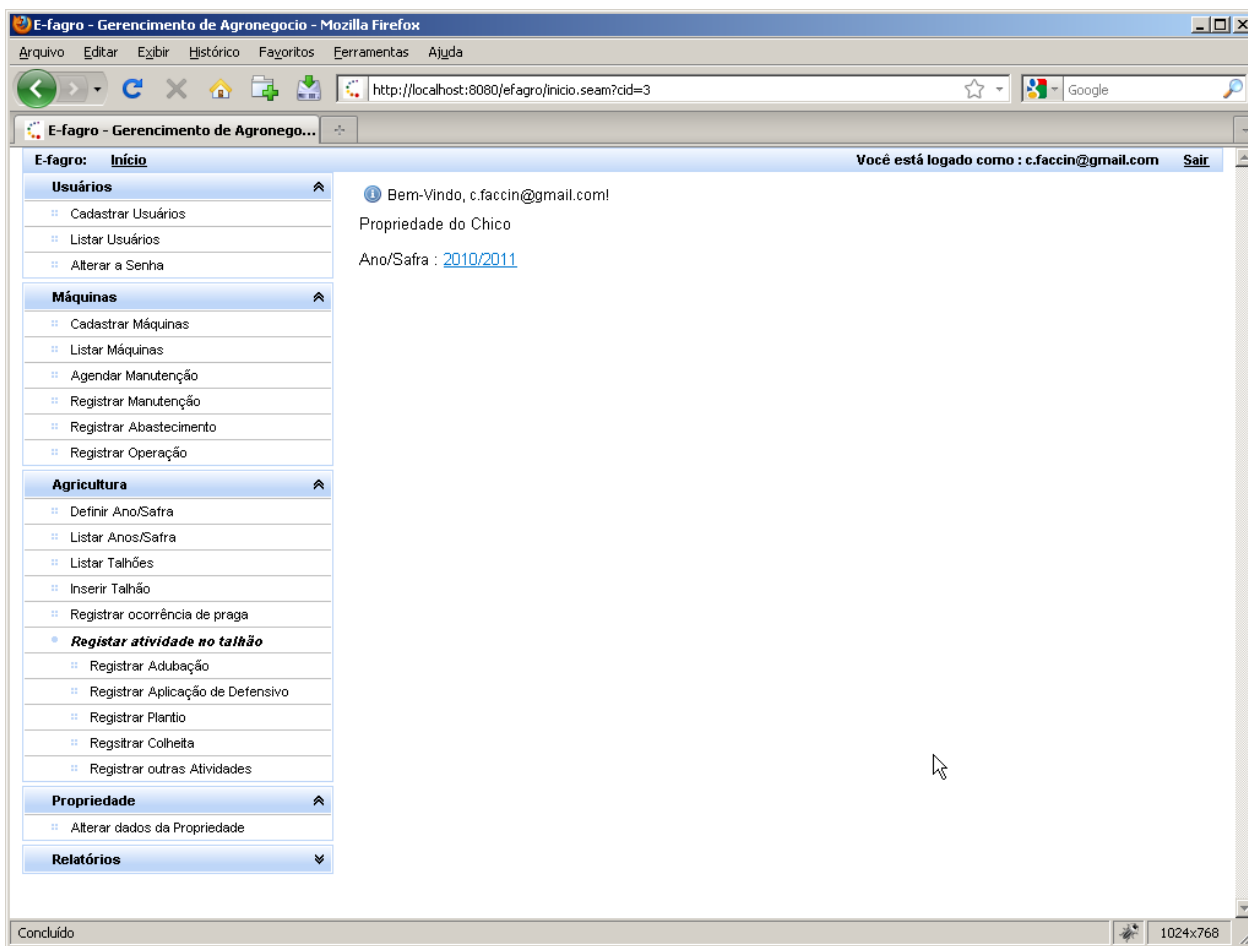 E-fagro - Gerencimento de Agronegocio - Mozilla Firefox
Arquivo Editar Exibir Histórico Favoritos Ferramentas Ajuda
http://localhost:8080/efagro/inicio.seam?cid=3 Google
E-fagro - Gerencimento de Agronego...
E-fagro: Início Você está logado como : c.faccin@gmail.com Sair
Usuários
Cadastrar Usuários
Listar Usuários
Alterar a Senha
Máquinas
Cadastrar Máquinas
Listar Máquinas
Agendar Manutenção
Registrar Manutenção
Registrar Abastecimento
Registrar Operação
Agricultura
Definir Ano/Safra
Listar Anos/Safra
Listar Talhões
Inserir Talhão
Registrar ocorrência de praga
Registar atividade no talhão
Registrar Adubação
Registrar Aplicação de Defensivo
Registrar Plantio
Regsitrar Colheita
Registrar outras Atividades
Propriedade
Alterar dados da Propriedade
Relatórios
Bem-Vindo, c.faccin@gmail.com!
Propriedade do Chico
Ano/Safra : 2010/2011
Concluído 1024x768